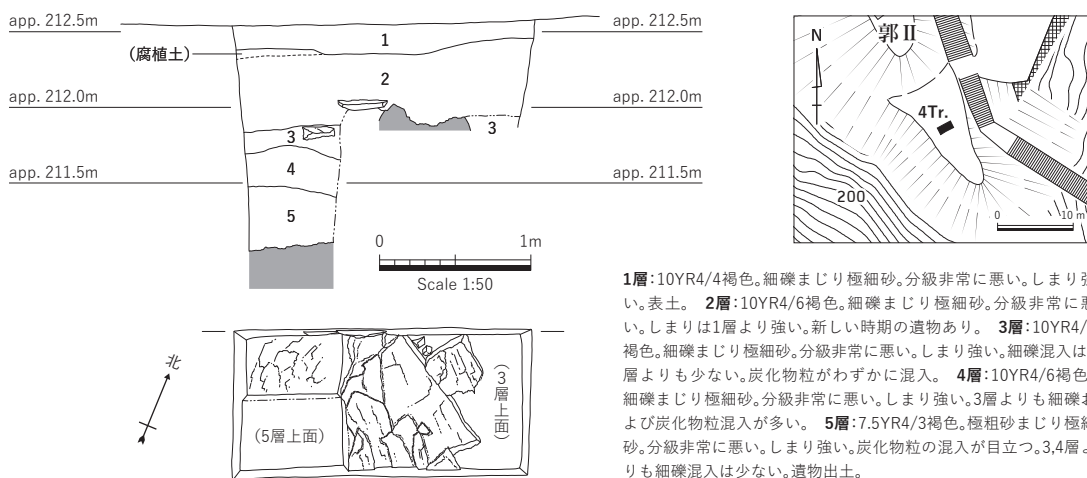 app. 212.5m
app. 212.5m
1
(腐植土)
2
app. 212.0m
app. 212.0m
3
3
4
app. 211.5m
app. 211.5m
5
0 1m
Scale 1:50
北
(5層上面)
(3層上面)
N
郭Ⅱ
4Tr.
200
0 10 m
1層:10YR4/4褐色。細礫まじり極細砂。分級非常に悪い。しまり強
い。表土。 2層:10YR4/6褐色。細礫まじり極細砂。分級非常に悪
い。しまりは1層より強い。新しい時期の遺物あり。 3層:10YR4/
褐色。細礫まじり極細砂。分級非常に悪い。しまり強い。細礫混入は
層よりも少ない。炭化物粒がわずかに混入。 4層:10YR4/6褐色
細礫まじり極細砂。分級非常に悪い。しまり強い。3層よりも細礫お
よび炭化物粒混入が多い。 5層:7.5YR4/3褐色。極粗砂まじり極細
砂。分級非常に悪い。しまり強い。炭化物粒の混入が目立つ。3,4層よ
りも細礫混入は少ない。遺物出土。